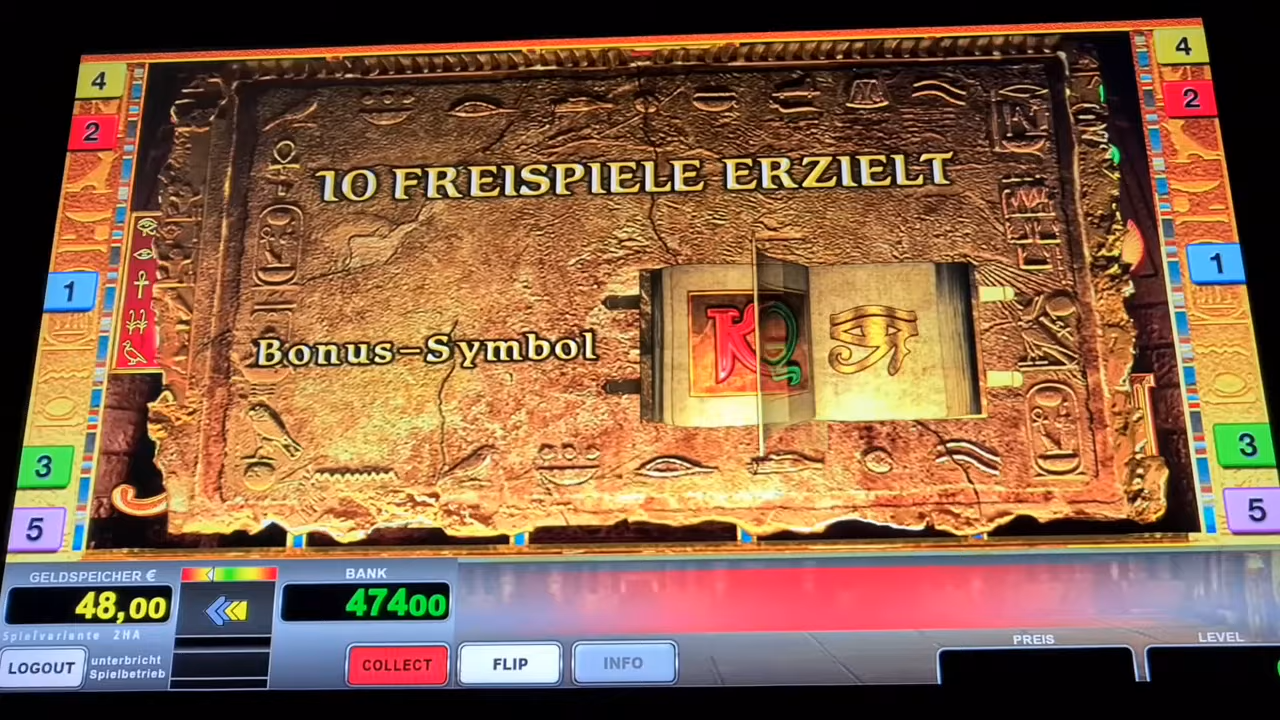 4
4
2
2
10 FREISPIELE ERZIELT
1
1
Bonus-Symbol
K Q
3
3
5
5
GELDSPEICHER €
BANK
48,00
47400
Spielvariante 2HA
PREIS
LEVEL
LOGOUT
unterbricht
Spielbetrieb
COLLECT
FLIP
INFO